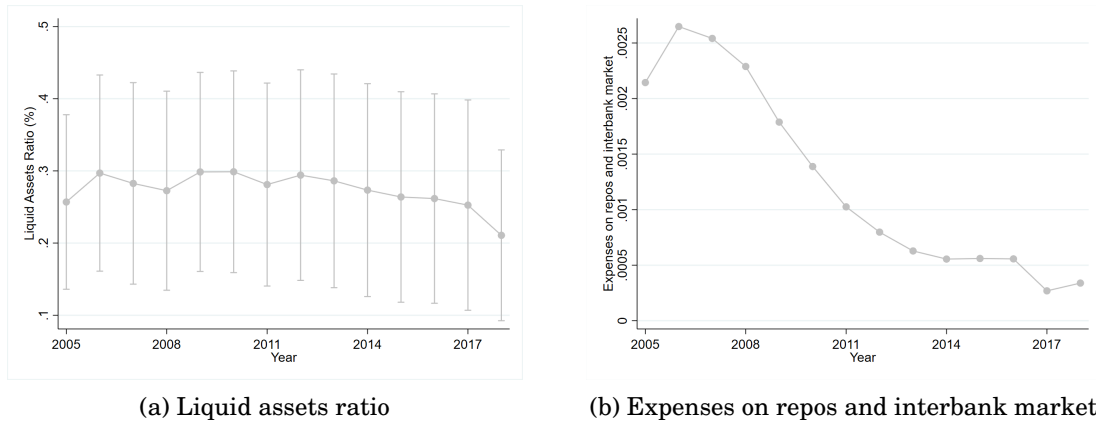 Liquid Assets Ratio (%)
.5
.4
.3
.2
.1
2005 2008 2011 2014 2017
Year
(a) Liquid assets ratio
Expenses on repos and interbank market
.0025
.002
.0015
.001
.0005
0
2005 2008 2011 2014 2017
Year
(b) Expenses on repos and interbank market